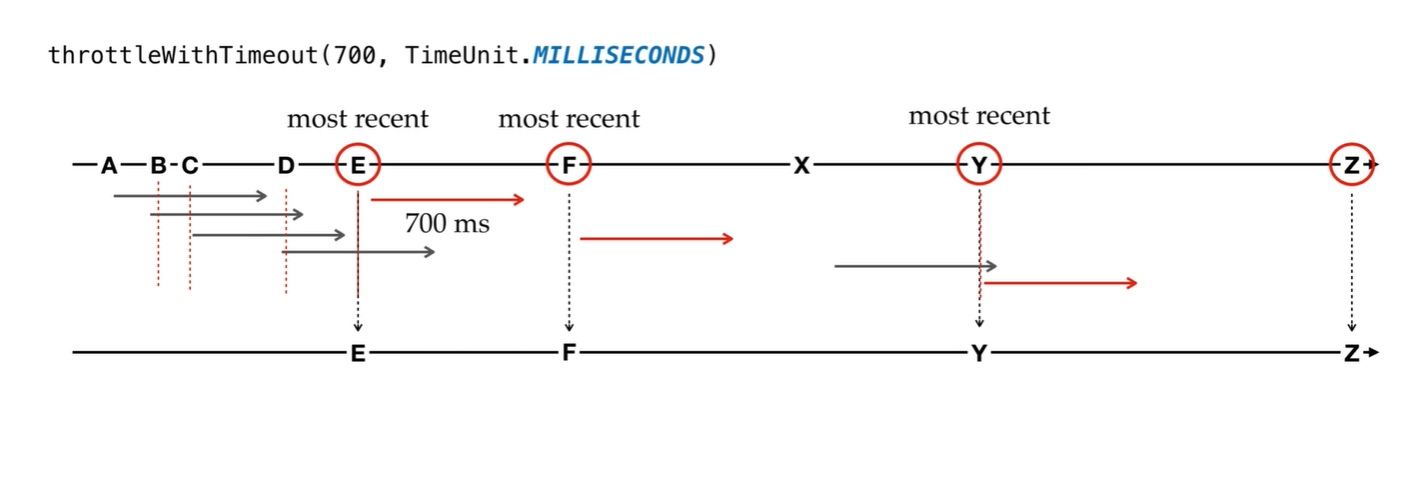 throttleWithTimeout(700, TimeUnit.MILLISECONDS)
most recent most recent most recent
A B C D E F X Y Z
700 ms
E F Y Z